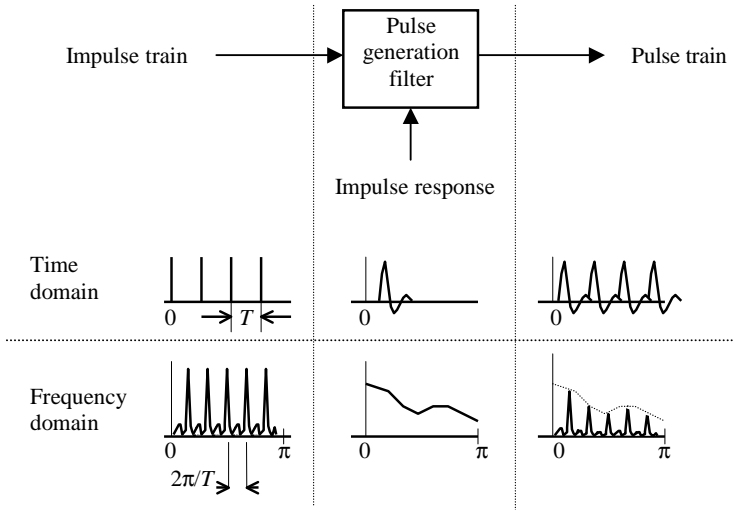 Impulse train
Pulse
generation
filter
Pulse train
Impulse response
Time
domain
0
T
0
0
Frequency
domain
0
π
2π/T
0
π
0
π